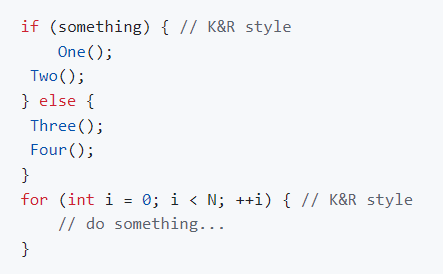 if (something) { // K&R style
    One();
 Two();
} else {
 Three();
 Four();
}
for (int i = 0; i < N; ++i) { // K&R style
    // do something...
}